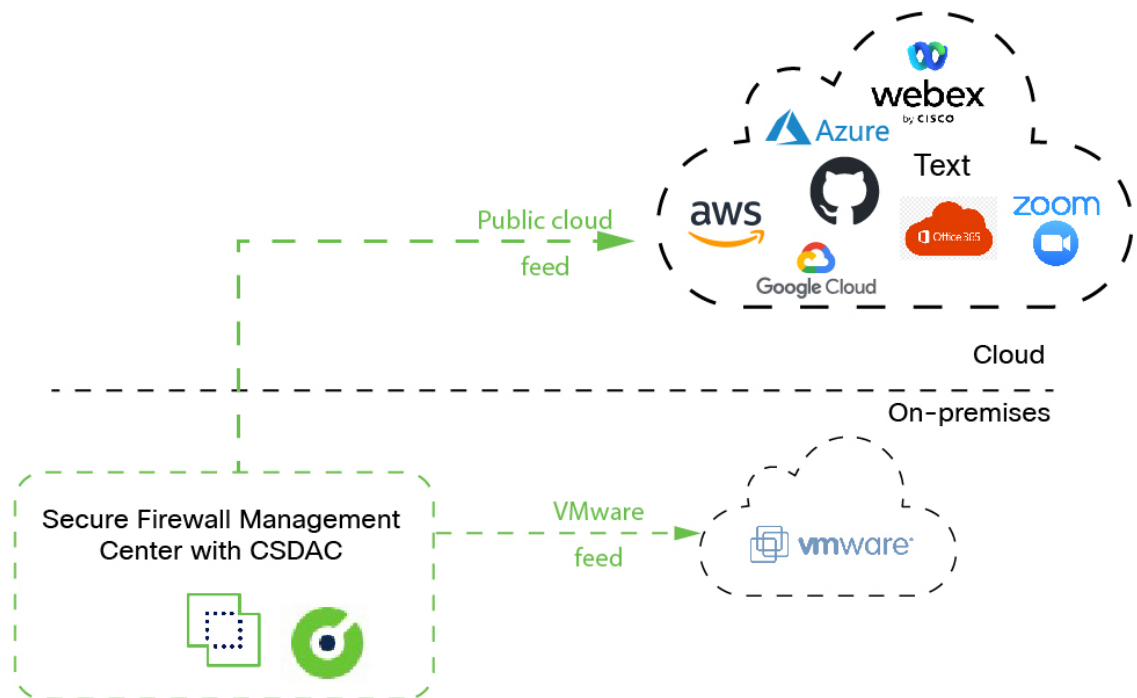 webex
by CISCO
Azure
Text
aws
Office 365
zoom
Google Cloud
Public cloud
feed
Cloud
On-premises
Secure Firewall Management
Center with CSDAC
VMware
feed
vmware®